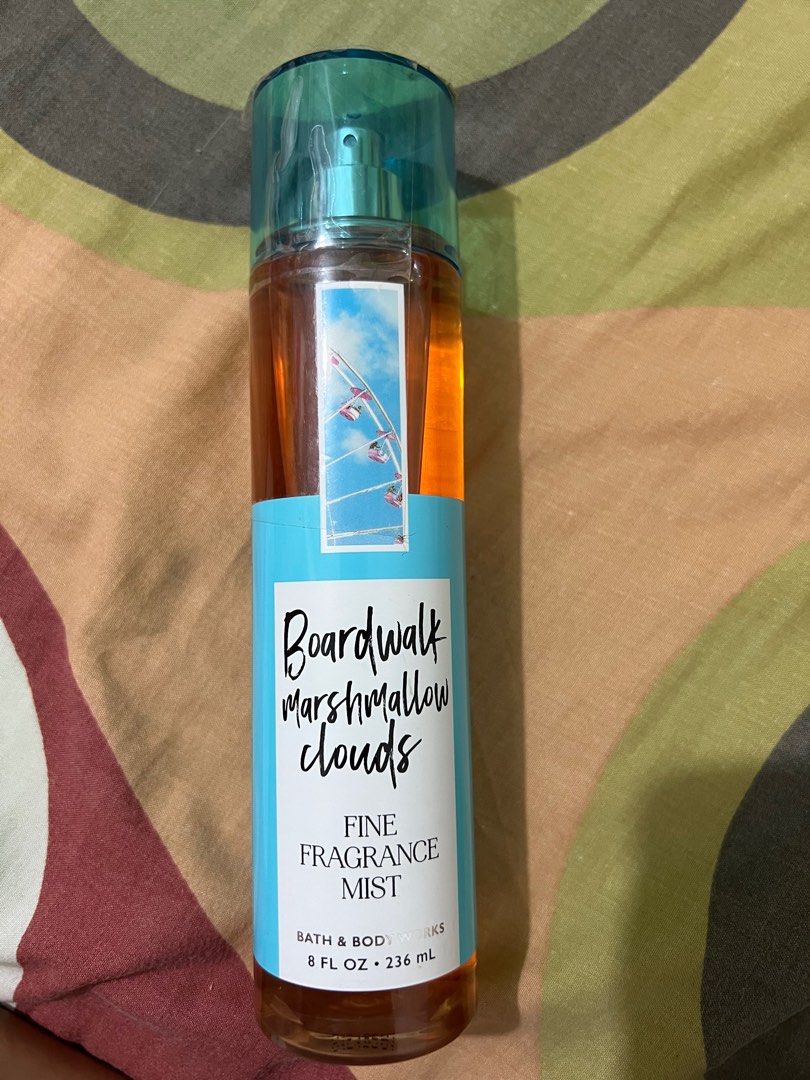 Boardwalk
marshmallow
clouds
FINE
FRAGRANCE
MIST
BATH & BODY WORKS
8 FL OZ • 236 mL